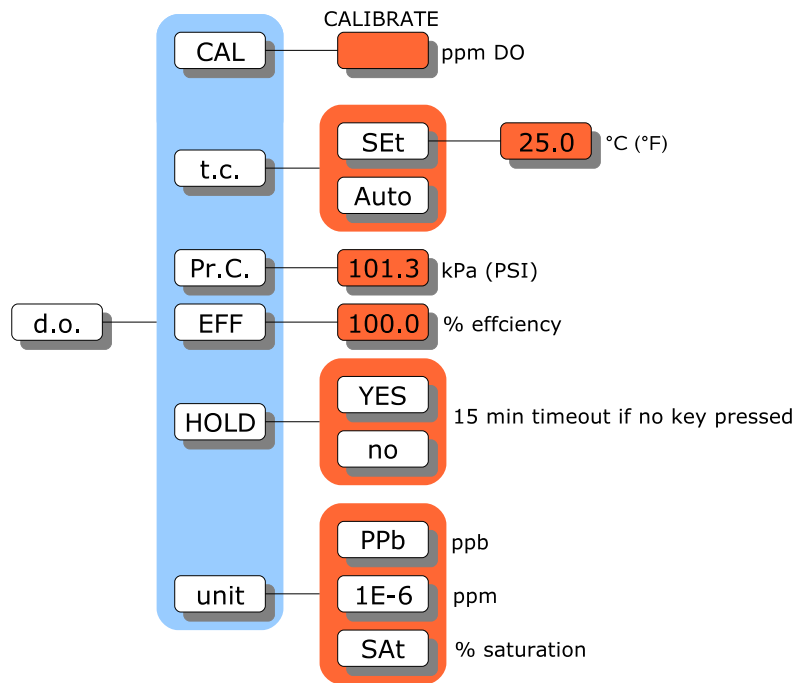 CALIBRATE
CAL
ppm DO
SEt
25.0 °C (°F)
t.c.
Auto
Pr.C.
101.3 kPa (PSI)
d.o.
EFF
100.0 % effciency
YES
HOLD
15 min timeout if no key pressed
no
PPb ppb
unit
1E-6 ppm
SAt % saturation